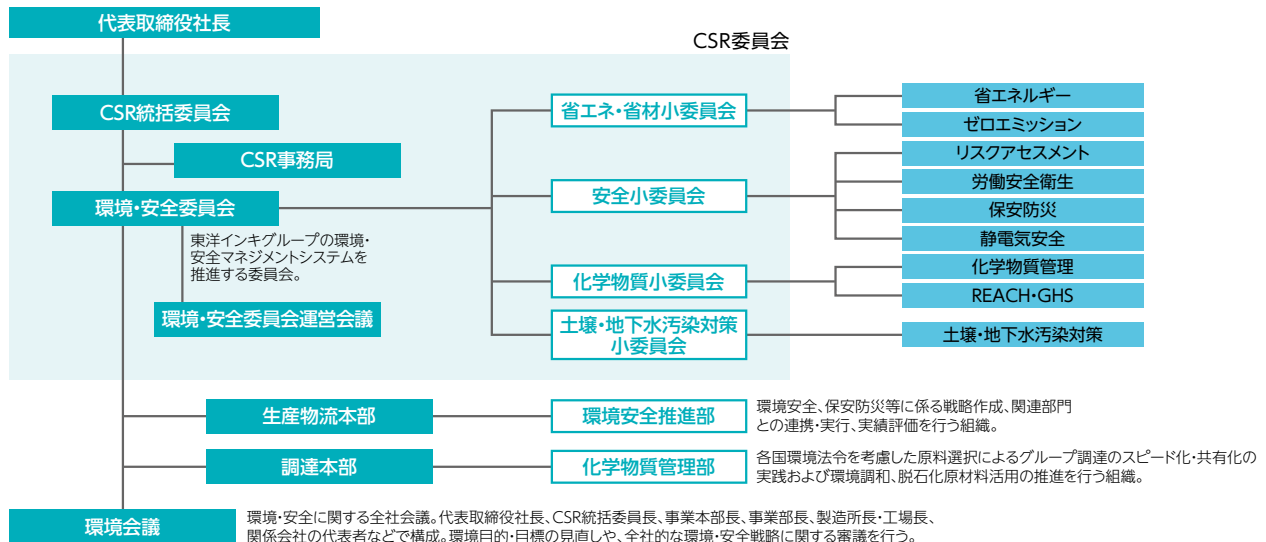 代表取締役社長
CSR委員会
CSR統括委員会
CSR事務局
環境・安全委員会
東洋インキグループの環境・
安全マネジメントシステムを
推進する委員会。
環境・安全委員会運営会議
省エネ・省材小委員会
省エネルギー
ゼロエミッション
安全小委員会
リスクアセスメント
労働安全衛生
保安防災
静電気安全
化学物質小委員会
化学物質管理
REACH・GHS
土壌・地下水汚染対策
小委員会
土壌・地下水汚染対策
生産物流本部
環境安全推進部
環境安全、保安防災等に係る戦略作成、関連部門
との連携・実行、実績評価を行う組織。
調達本部
化学物質管理部
各国環境法令を考慮した原料選択によるグループ調達のスピード化・共有化の
実践および環境調和、脱石化原材料活用の推進を行う組織。
環境会議
環境・安全に関する全社会議。代表取締役社長、CSR統括委員長、事業本部長、事業部長、製造所長・工場長、
関係会社の代表者などで構成。環境目的・目標の見直しや、全社的な環境・安全戦略に関する審議を行う。